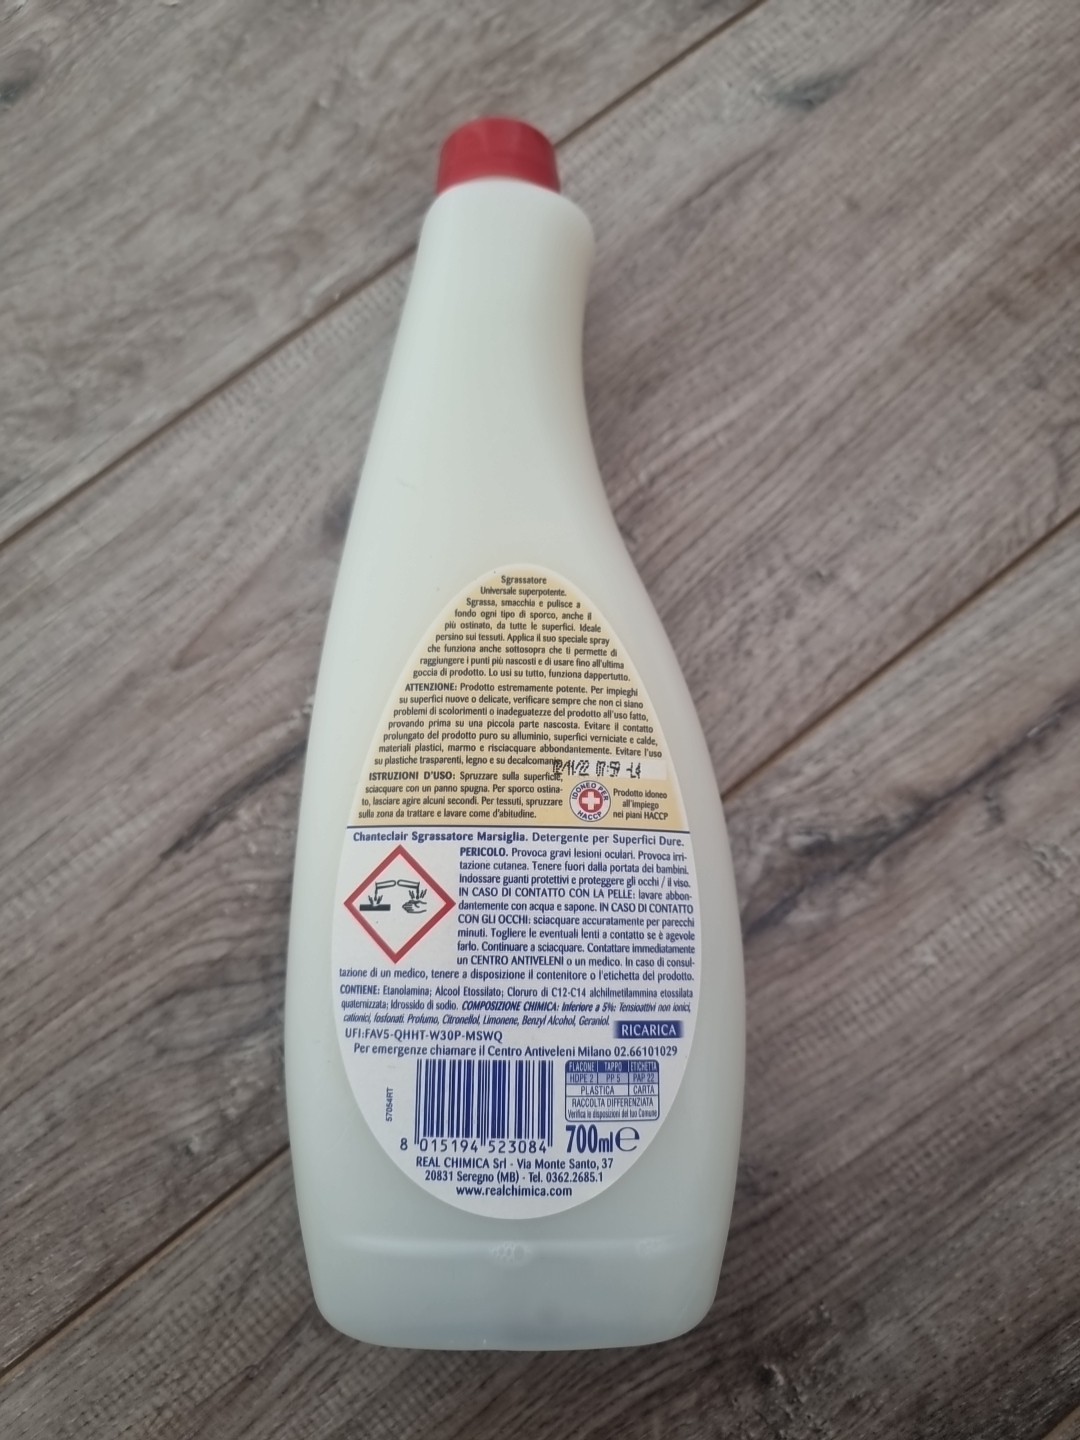 Sgrassatore
Universale superpotente.
Sgrassa, smacchia e pulisce a
fondo ogni tipo di sporco, anche il
più ostinato, da tutte le superfici. Ideale
persino sui tessuti. Applica il suo speciale spray
che funziona anche sottosopra che ti permette di
raggiungere i punti più nascosti e di usare fino all'ultima
goccia di prodotto. Lo usi su tutto, funziona dappertutto.
ATTENZIONE: Prodotto estremamente potente. Per impieghi
su superfici nuove o delicate, verificare sempre che non ci siano
problemi di scolorimenti o inadeguatezze del prodotto all'uso fatto,
provando prima su una piccola parte nascosta. Evitare il contatto
prolungato del prodotto puro su alluminio, superfici verniciate e calde,
materiali plastici, marmo e risciacquare abbondantemente. Evitare l'uso
su plastiche trasparenti, legno e su decalcomanie.
/11/22 07:59 -L4
ISTRUZIONI D'USO: Spruzzare sulla superficie,
sciacquare con un panno spugna. Per sporco ostina-
to, lasciare agire alcuni secondi. Per tessuti, spruzzare
sulla zona da trattare e lavare come d'abitudine.
IDONEO PER
HACCP
Prodotto idoneo
all'impiego
nei piani HACCP
Chanteclair Sgrassatore Marsiglia. Detergente per Superfici Dure.
PERICOLO. Provoca gravi lesioni oculari. Provoca irri-
tazione cutanea. Tenere fuori dalla portata dei bambini.
Indossare guanti protettivi e proteggere gli occhi / il viso.
IN CASO DI CONTATTO CON LA PELLE: lavare abbon-
dantemente con acqua e sapone. IN CASO DI CONTATTO
CON GLI OCCHI: sciacquare accuratamente per parecchi
minuti. Togliere le eventuali lenti a contatto se è agevole
farlo. Continuare a sciacquare. Contattare immediatamente
un CENTRO ANTIVELENI o un medico. In caso di consul-
tazione di un medico, tenere a disposizione il contenitore o l'etichetta del prodotto.
CONTIENE: Etanolamina; Alcool Etossilato; Cloruro di C12-C14 alchilmetilammina etossilata
quaternizzata; Idrossido di sodio. COMPOSIZIONE CHIMICA: Inferiore a 5%: Tensioattivi non ionici,
cationici, fosfonati. Profumo, Citronellol, Limonene, Benzyl Alcohol, Geraniol.
UFI:FAV5-QHHT-W30P-MSWQ
RICARICA
Per emergenze chiamare il Centro Antiveleni Milano 02.66101029
57054RT
8 015194 523084
FLACONE TAPPO ETICHETTA
HDPE 2 PP 5 PAP 22
PLASTICA CARTA
RACCOLTA DIFFERENZIATA
Verifica le disposizioni del tuo Comune
700ml e
REAL CHIMICA Srl - Via Monte Santo, 37
20831 Seregno (MB) - Tel. 0362.2685.1
www.realchimica.com